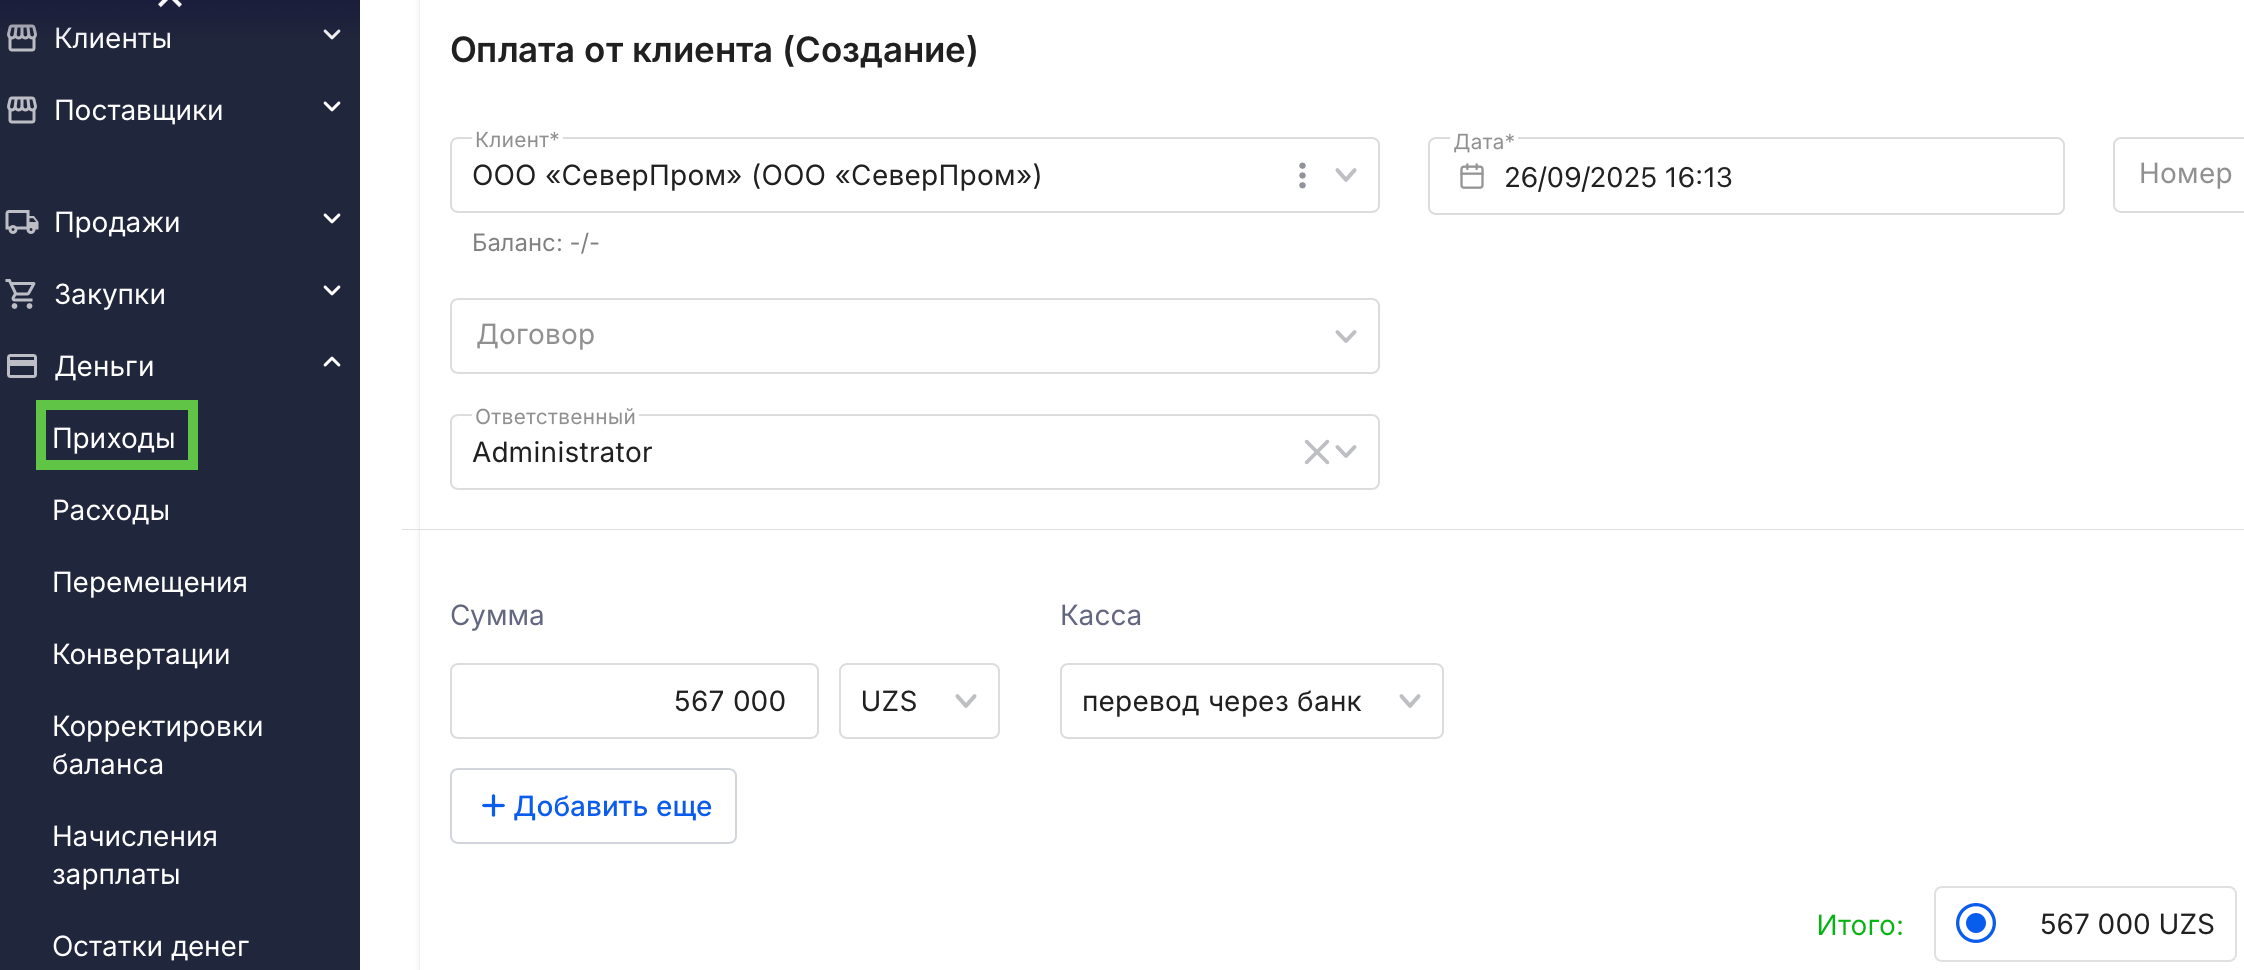 Клиенты
Поставщики
Продажи
Закупки
Деньги
Приходы
Расходы
Перемещения
Конвертации
Корректировки
баланса
Начисления
зарплаты
Остатки денег
Оплата от клиента (Создание)
Клиент*
ООО «СеверПром» (ООО «СеверПром»)
Дата*
26/09/2025 16:13
Номер
Баланс: -/-
Договор
Ответственный
Administrator
Сумма
Касса
567 000
UZS
перевод через банк
+ Добавить еще
Итого:
567 000 UZS